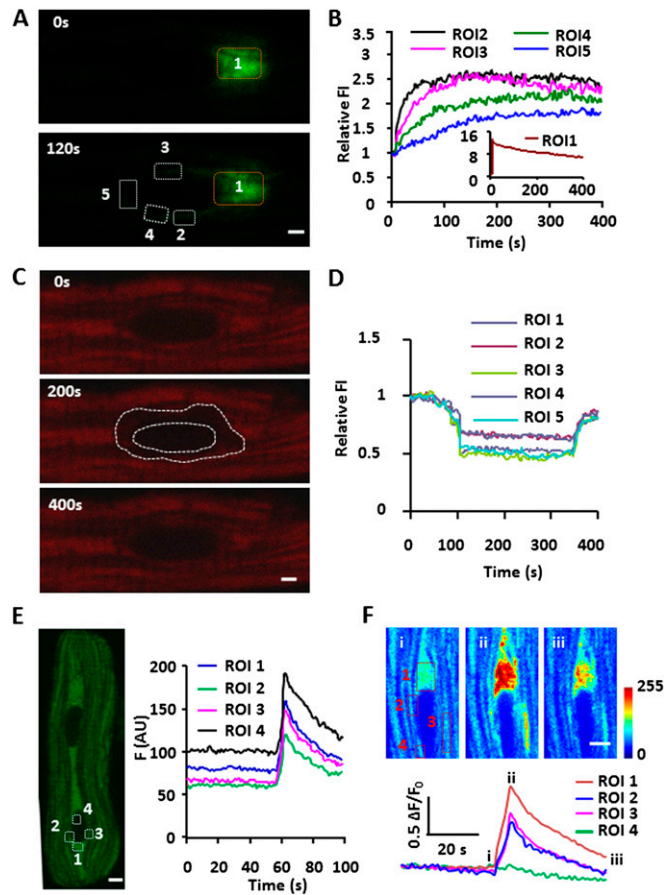 A
0s
1
120s
3
1
5
4
2
B
Relative FI
3.5
3
2.5
2
1.5
1
0.5
0
ROI2
ROI4
ROI3
ROI5
16
12
8
4
0
ROI1
0 200 400
0 100 200 300 400
Time (s)
C
0s
200s
400s
D
Relative FI
1.5
1
0.5
0
ROI 1
ROI 2
ROI 3
ROI 4
ROI 5
0 100 200 300 400
Time (s)
E
4
2
3
1
F (AU)
200
150
100
50
0
ROI 1
ROI 2
ROI 3
ROI 4
0 20 40 60 80 100
Time (s)
F
i
ii
iii
1
2
3
4
255
0
0.5 ΔF/F0
20 s
i
ii
iii
ROI 1
ROI 2
ROI 3
ROI 4